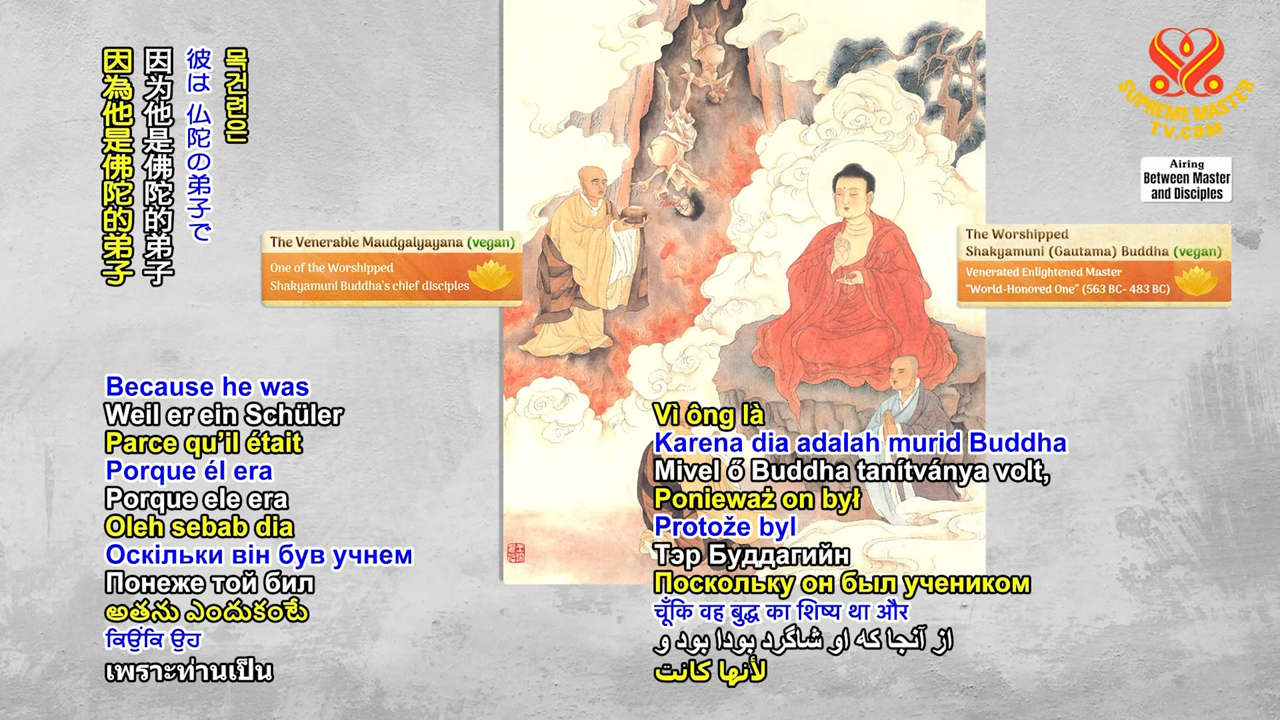 因為他是佛陀的弟子
因为他是佛陀的弟子
彼は 仏陀の弟子で
목건련은
SUPREME MASTER
TV.COM
Airing
Between Master
and Disciples
The Venerable Maudgalyayana (vegan)
One of the Worshipped
Shakyamuni Buddha's chief disciples
The Worshipped
Shakyamuni (Gautama) Buddha (vegan)
Venerated Enlightened Master
"World-Honored One" (563 BC- 483 BC)
Because he was
Weil er ein Schüler
Parce qu'il était
Porque él era
Porque ele era
Oleh sebab dia
Оскільки він був учнем
Понеже той бил
అతను ఎందుకంటే
ਕਿਉਂਕਿ ਉਹ
เพราะท่านเป็น
Vì ông là
Karena dia adalah murid Buddha
Mivel ő Buddha tanítványa volt,
Ponieważ on był
Protože byl
Тэр Буддагийн
Поскольку он был учеником
चूँकि वह बुद्ध का शिष्य था और
از آنجا که او شاگرد بودا بود و
لأنها كانت